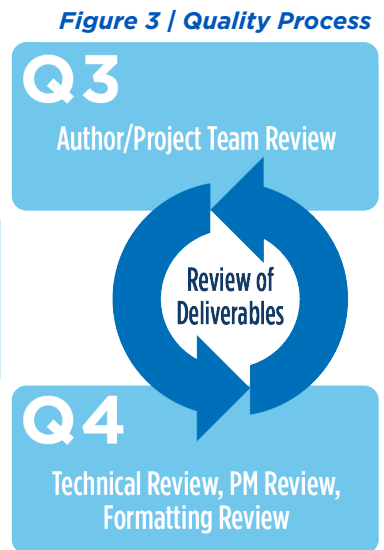 Figure 3 | Quality Process
Q3
Author/Project Team Review
Review of
Deliverables
Q4
Technical Review, PM Review,
Formatting Review